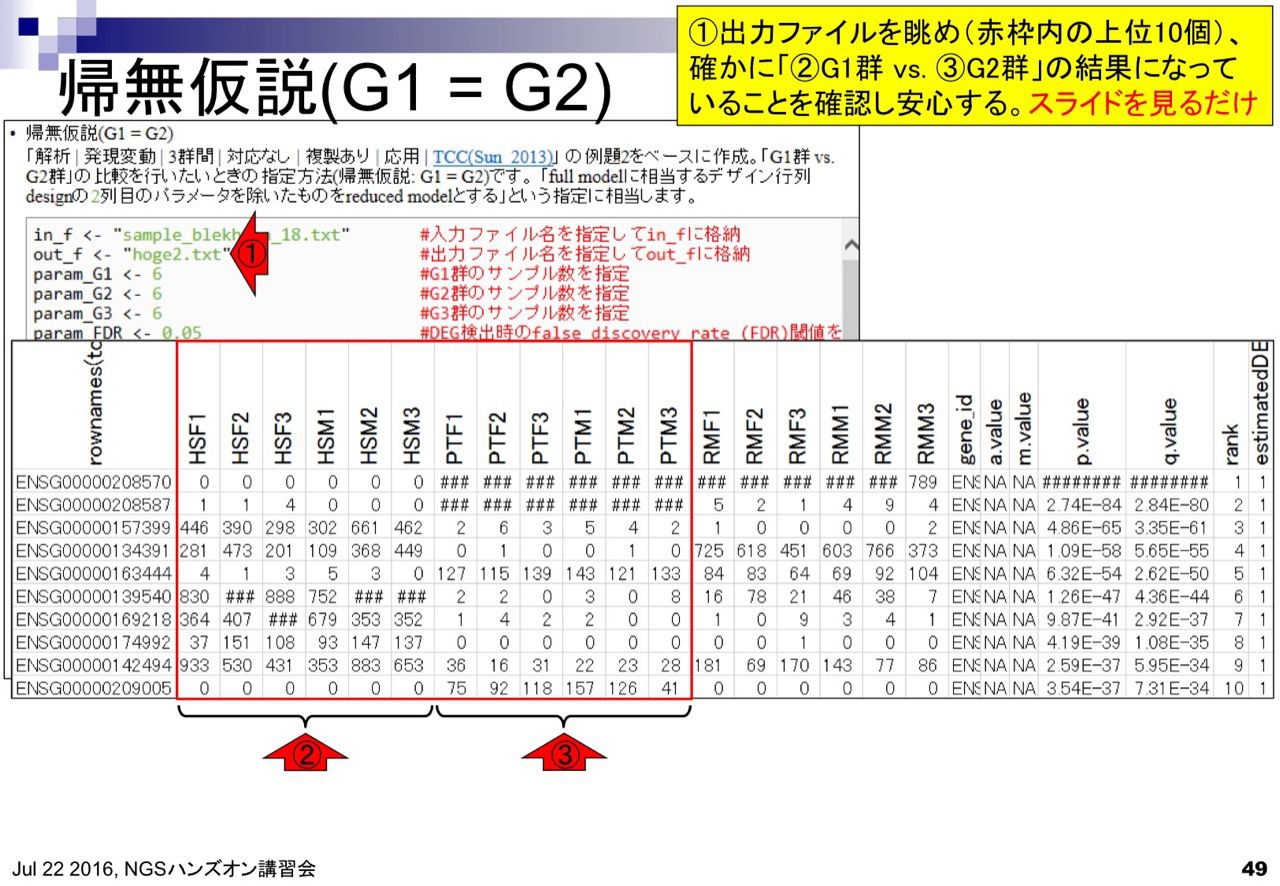 帰無仮説(G1 = G2)
①出力ファイルを眺め(赤枠内の上位10個)、
確かに「②G1群 vs. ③G2群」の結果になって
いることを確認し安心する。スライドを見るだけ
• 帰無仮説(G1 = G2)
「解析 | 発現変動 | 3群間 | 対応なし | 複製あり | 応用 | TCC(Sun_2013)」の例題2をベースに作成。「G1群 vs.
G2群」の比較を行いたいときの指定方法(帰無仮説: G1 = G2)です。「full modelに相当するデザイン行列
designの2列目のパラメータを除いたものをreduced modelとする」という指定に相当します。
in_f <- "sample_blek _18.txt" #入力ファイル名を指定してin_fに格納
out_f <- "hoge2.txt" #出力ファイル名を指定してout_fに格納
①
param_G1 <- 6 #G1群のサンプル数を指定
param_G2 <- 6 #G2群のサンプル数を指定
param_G3 <- 6 #G3群のサンプル数を指定
param_FDR <- 0.05 #DEG検出時のfalse discovery rate (FDR)閾値を
rownames(to HSF1 HSF2 HSF3 HSM1 HSM2 HSM3 PTF1 PTF2 PTF3 PTM1 PTM2 PTM3 RMF1 RMF2 RMF3 RMM1 RMM2 RMM3 gene_id a.value m.value p.value q.value rank estimatedDE
ENSG00000208570 0 0 0 0 0 0 ### ### ### ### ### ### ### ### ### ### ### 789 ENS NA NA ######## ######## 1 1
ENSG00000208587 1 1 4 0 0 0 ### ### ### ### ### ### 5 2 1 4 9 4 ENS NA NA 2.74E-84 2.84E-80 2 1
ENSG00000157399 446 390 298 302 661 462 2 6 3 5 4 2 1 0 0 0 0 2 ENS NA NA 4.86E-65 3.35E-61 3 1
ENSG00000134391 281 473 201 109 368 449 0 1 0 0 1 0 725 618 451 603 766 373 ENS NA NA 1.09E-58 5.65E-55 4 1
ENSG00000163444 4 1 3 5 3 0 127 115 139 143 121 133 84 83 64 69 92 104 ENS NA NA 6.32E-54 2.62E-50 5 1
ENSG00000139540 830 ### 888 752 ### ### 2 2 0 3 0 8 16 78 21 46 38 7 ENS NA NA 1.26E-47 4.36E-44 6 1
ENSG00000169218 364 407 ### 679 353 352 1 4 2 2 0 0 1 0 9 3 4 1 ENS NA NA 9.87E-41 2.92E-37 7 1
ENSG00000174992 37 151 108 93 147 137 0 0 0 0 0 0 0 0 1 0 0 0 ENS NA NA 4.19E-39 1.08E-35 8 1
ENSG00000142494 933 530 431 353 883 653 36 16 31 22 23 28 181 69 170 143 77 86 ENS NA NA 2.59E-37 5.95E-34 9 1
ENSG00000209005 0 0 0 0 0 0 75 92 118 157 126 41 0 0 0 0 0 0 ENS NA NA 3.54E-37 7.31E-34 10 1
② ③
Jul 22 2016, NGSハンズオン講習会
49